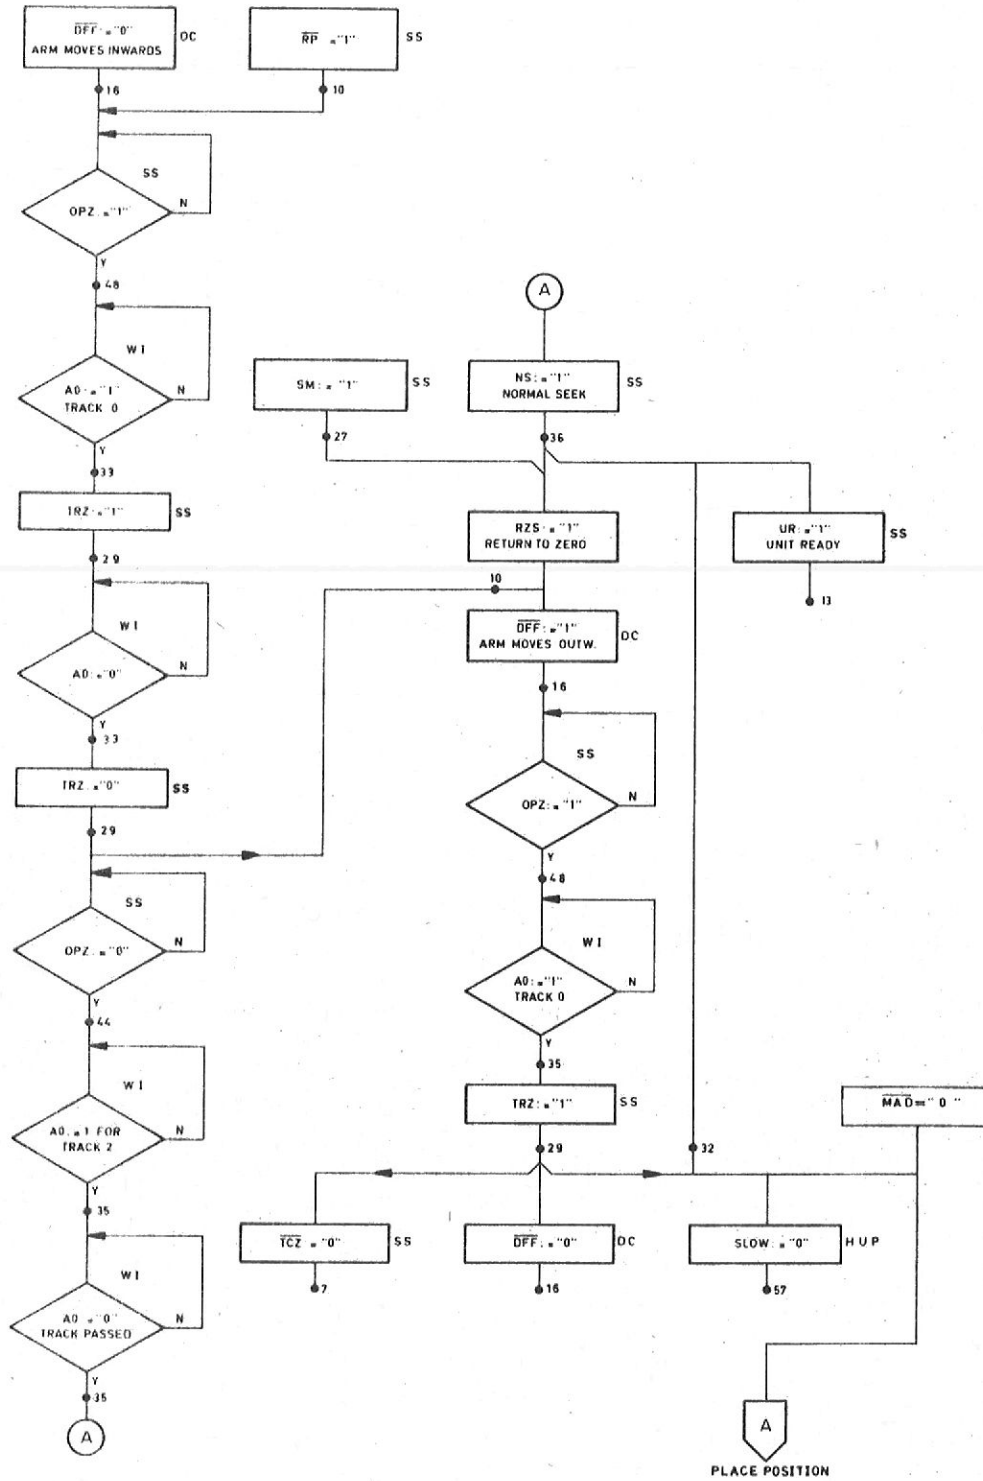 DFF := "0"
ARM MOVES INWARDS
DC
16
RP := "1"
SS
10
SS
OPZ := "1"
N
Y
48
WI
A0 := "1"
TRACK 0
N
Y
33
TRZ := "1"
SS
29
WI
A0 := "0"
N
Y
33
TRZ := "0"
SS
29
SS
OPZ := "0"
N
Y
44
WI
A0 := 1 FOR
TRACK 2
N
Y
35
WI
A0 := "0"
TRACK PASSED
N
Y
35
A
A
SM := "1"
SS
27
NS := "1"
NORMAL SEEK
SS
36
RZS := "1"
RETURN TO ZERO
UR := "1"
UNIT READY
SS
13
10
DFF := "1"
ARM MOVES OUTW.
DC
16
SS
OPZ := "1"
N
Y
48
WI
A0 := "1"
TRACK 0
N
Y
35
TRZ := "1"
SS
29
32
MAD = "0"
TCZ := "0"
SS
7
DFF := "0"
DC
16
SLOW := "0"
HUP
57
A
PLACE POSITION